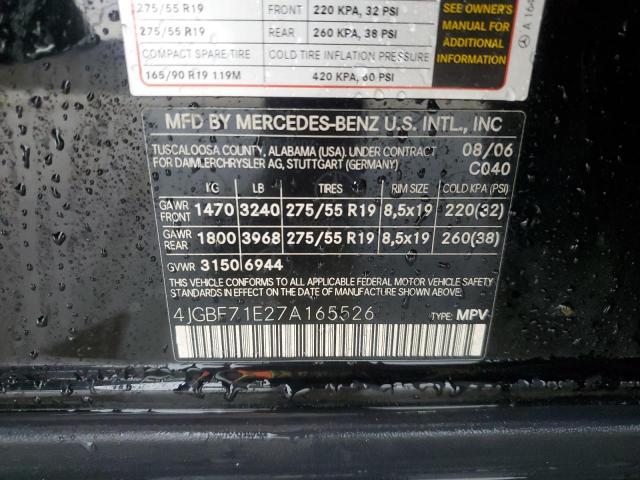 275/55 R19 FRONT 220 KPA, 32 PSI
275/55 R19 REAR 260 KPA, 38 PSI
COMPACT SPARE TIRE COLD TIRE INFLATION PRESSURE
165/90 R19 119M 420 KPA, 60 PSI
SEE OWNER'S
MANUAL FOR
ADDITIONAL
INFORMATION
MFD BY MERCEDES-BENZ U.S. INTL., INC
TUSCALOOSA COUNTY, ALABAMA (USA), UNDER CONTRACT 08/06
FOR DAIMLERCHRYSLER AG, STUTTGART (GERMANY) C040
KG LB TIRES RIM SIZE COLD KPA (PSI)
GAWR FRONT 1470 3240 275/55 R19 8,5x19 220(32)
GAWR REAR 1800 3968 275/55 R19 8,5x19 260(38)
GVWR 3150 6944
THIS VEHICLE CONFORMS TO ALL APPLICABLE FEDERAL MOTOR VEHICLE SAFETY
STANDARDS IN EFFECT ON THE DATE OF MANUFACTURE SHOWN ABOVE.
4JGBF71E27A165526 TYPE: MPV